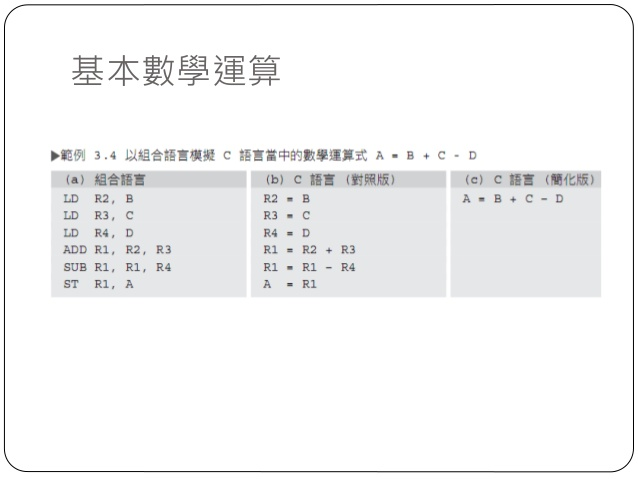 基本數學運算
▶範例 3.4 以組合語言模擬 C 語言當中的數學運算式 A = B + C - D
(a) 組合語言 (b) C 語言 (對照版) (c) C 語言 (簡化版)
LD R2, B R2 = B A = B + C - D
LD R3, C R3 = C
LD R4, D R4 = D
ADD R1, R2, R3 R1 = R2 + R3
SUB R1, R1, R4 R1 = R1 - R4
ST R1, A A = R1